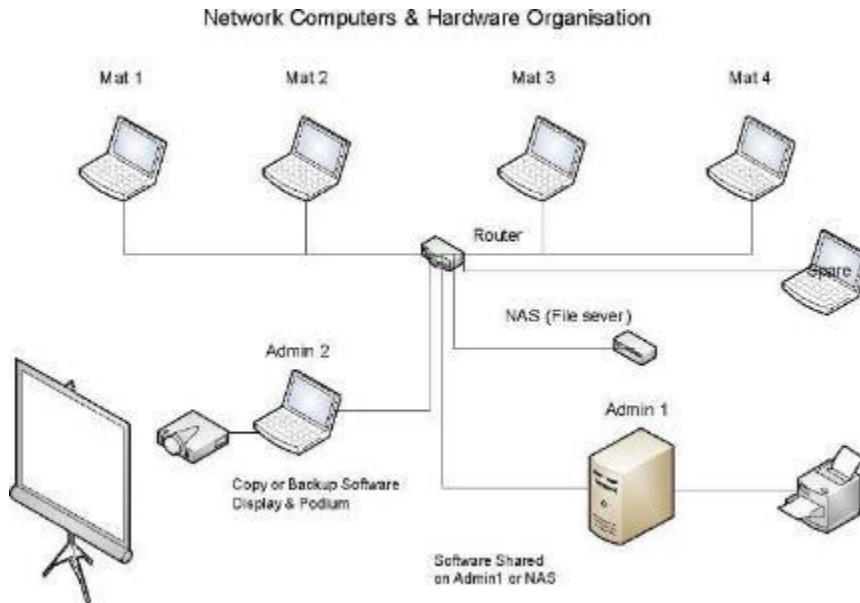 Network Computers & Hardware Organisation
Mat 1
Mat 2
Mat 3
Mat 4
Router
Spare
NAS (File sever)
Admin 2
Admin 1
Copy or Backup Software
Display & Podium
Software Shared
on Admin1 or NAS